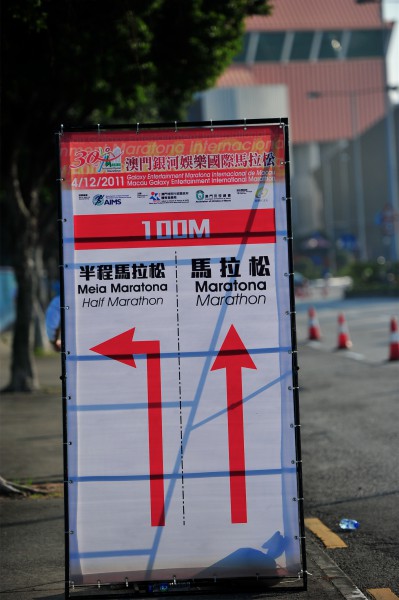 30
澳門銀河娛樂國際馬拉松
Galaxy Entertainment Maratona Internacional de Macau
4/12/2011 Macau Galaxy Entertainment International Marathon
AIMS
100M
半程馬拉松
Meia Maratona
Half Marathon
馬拉松
Maratona
Marathon